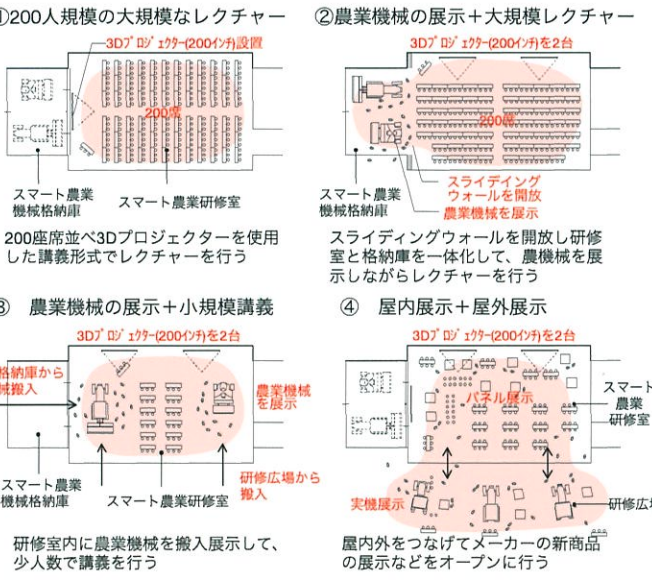 ①200人規模の大規模なレクチャー
3Dプロジェクター(200インチ)設置
200席
スマート農業
機械格納庫
スマート農業研修室
200座席並べ3Dプロジェクターを使用
した講義形式でレクチャーを行う
②農業機械の展示＋大規模レクチャー
3Dプロジェクター(200インチ)を2台
200席
スマート農業
機械格納庫
スライデイング
ウォールを開放
農業機械を展示
スライディングウォールを開放し研修
室と格納庫を一体化して、農機械を展
示しながらレクチャーを行う
③ 農業機械の展示＋小規模講義
3Dプロジェクター(200インチ)を2台
格納庫から
械搬入
農業機械
を展示
スマート農業
機械格納庫
スマート農業研修室
研修広場から
搬入
研修室内に農業機械を搬入展示して、
少人数で講義を行う
④ 屋内展示＋屋外展示
3Dプロジェクター(200インチ)を2台
パネル展示
スマート
農業
研修室
実機展示
研修広場
屋内外をつなげてメーカーの新商品
の展示などをオープンに行う